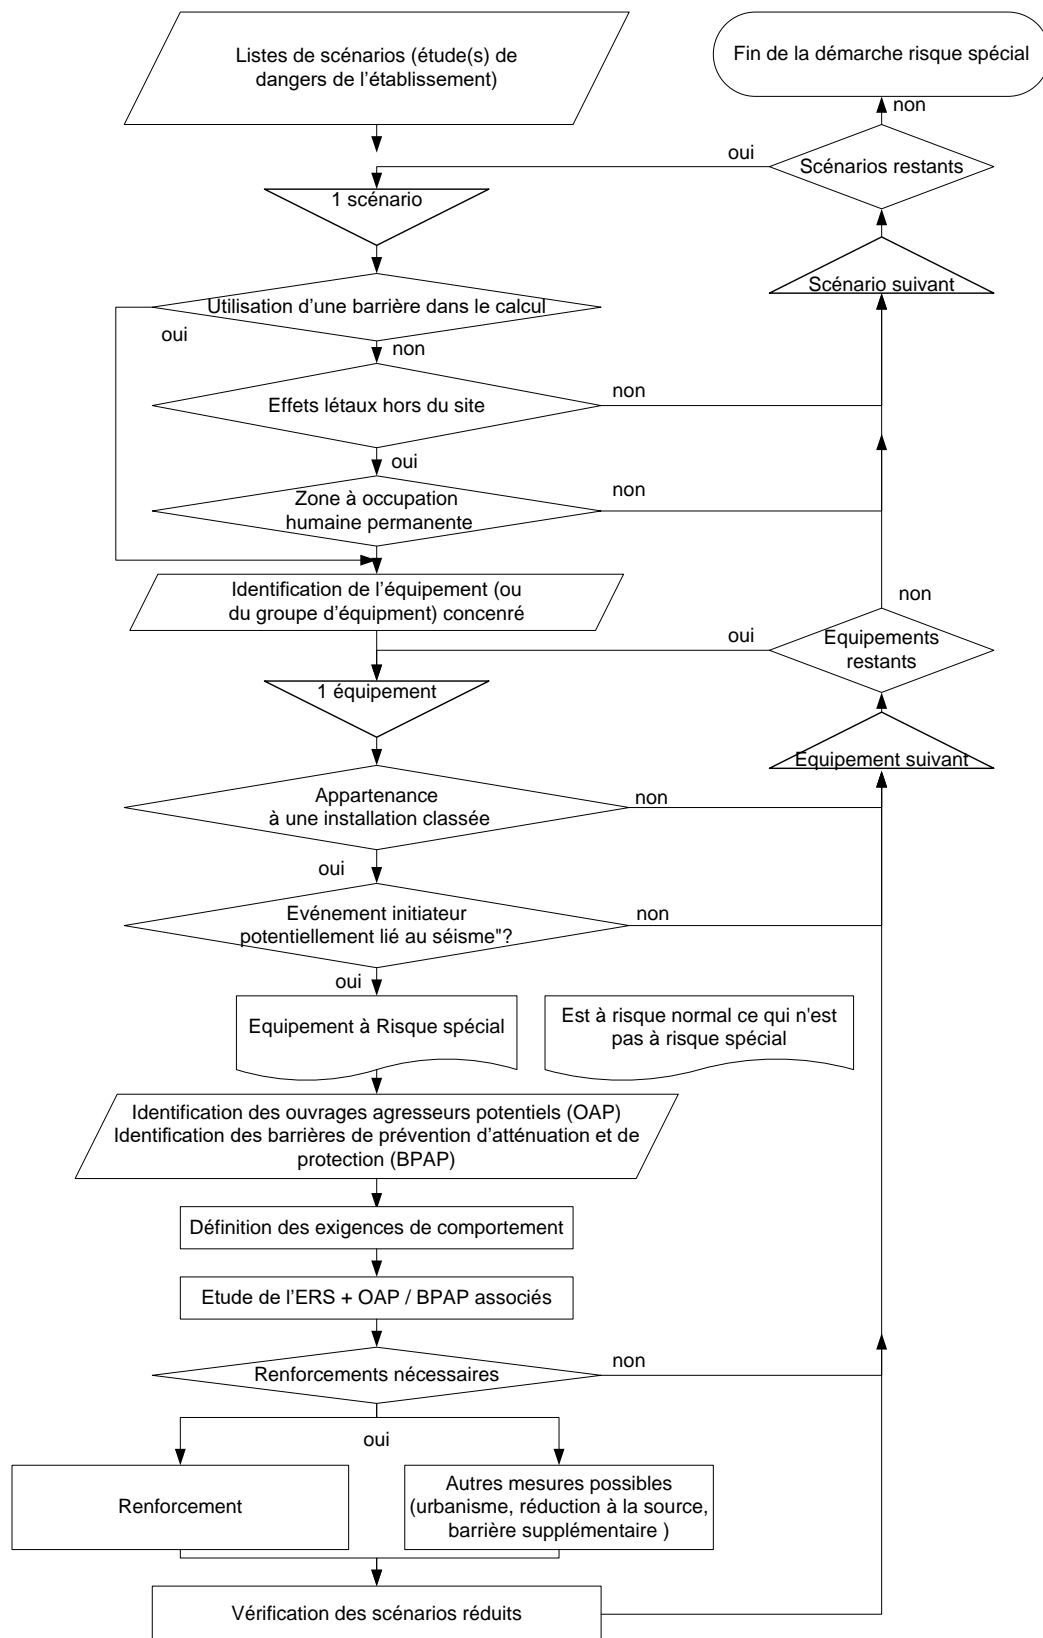 Listes de scénarios (étude(s) de
dangers de l'établissement)
Fin de la démarche risque spécial
non
oui
Scénarios restants
1 scénario
Scénario suivant
Utilisation d'une barrière dans le calcul
oui
non
Effets létaux hors du site
non
oui
Zone à occupation
humaine permanente
non
Identification de l'équipement (ou
du groupe d'équipment) concenré
non
oui
Equipements
restants
1 équipement
Equipement suivant
Appartenance
à une installation classée
non
oui
Evénement initiateur
potentiellement lié au séisme"?
non
oui
Equipement à Risque spécial
Est à risque normal ce qui n'est
pas à risque spécial
Identification des ouvrages agresseurs potentiels (OAP)
Identification des barrières de prévention d'atténuation et de
protection (BPAP)
Définition des exigences de comportement
Etude de l'ERS + OAP / BPAP associés
Renforcements nécessaires
non
oui
Renforcement
Autres mesures possibles
(urbanisme, réduction à la source,
barrière supplémentaire )
Vérification des scénarios réduits